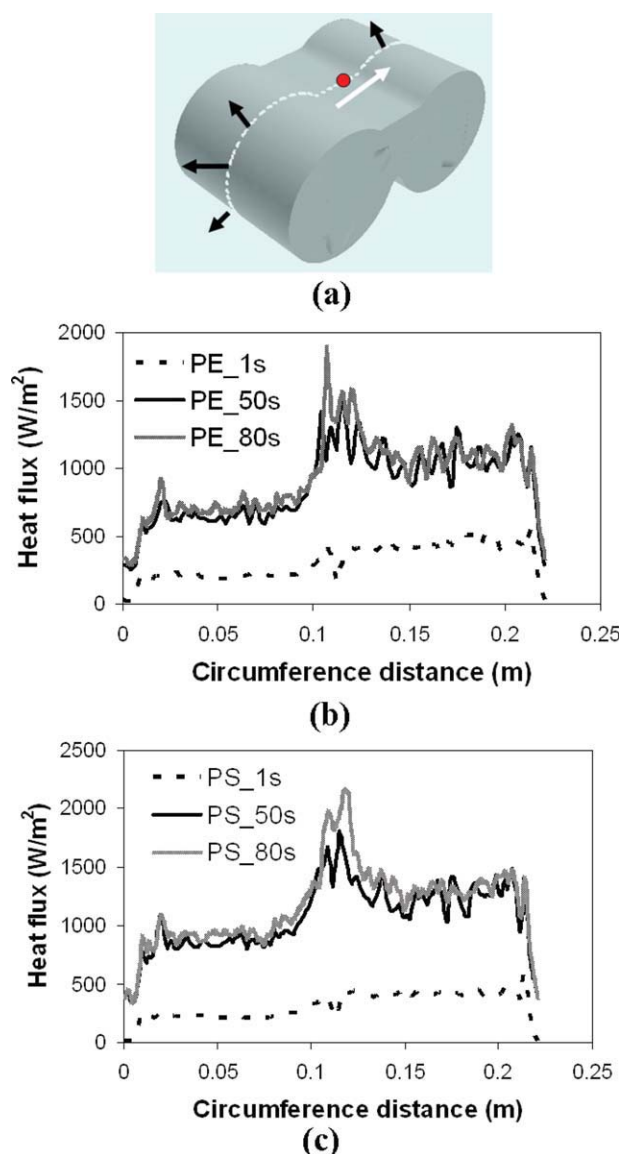 (a)
2000
1500
1000
500
0
Heat flux (W/m²)
PE_1s
PE_50s
PE_80s
0 0.05 0.1 0.15 0.2 0.25
Circumference distance (m)
(b)
2500
2000
1500
1000
500
0
Heat flux (W/m²)
PS_1s
PS_50s
PS_80s
0 0.05 0.1 0.15 0.2 0.25
Circumference distance (m)
(c)